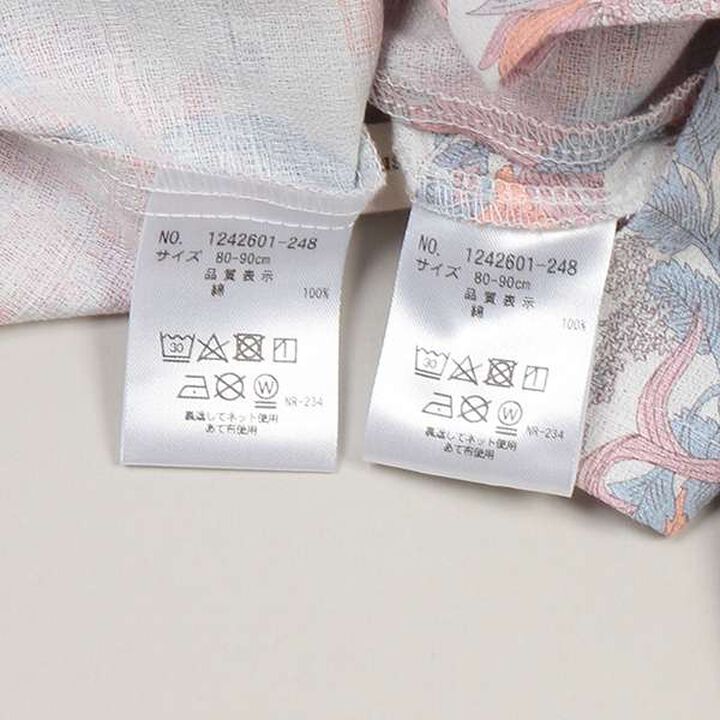 NO. 1242601-248
サイズ 80-90cm
品質表示
綿 100%
30
W
NR-234
裏返してネット使用
あて布使用
NO. 1242601-248
サイズ 80-90cm
品質表示
綿 100%
30
W
NR-234
裏返してネット使用
あて布使用